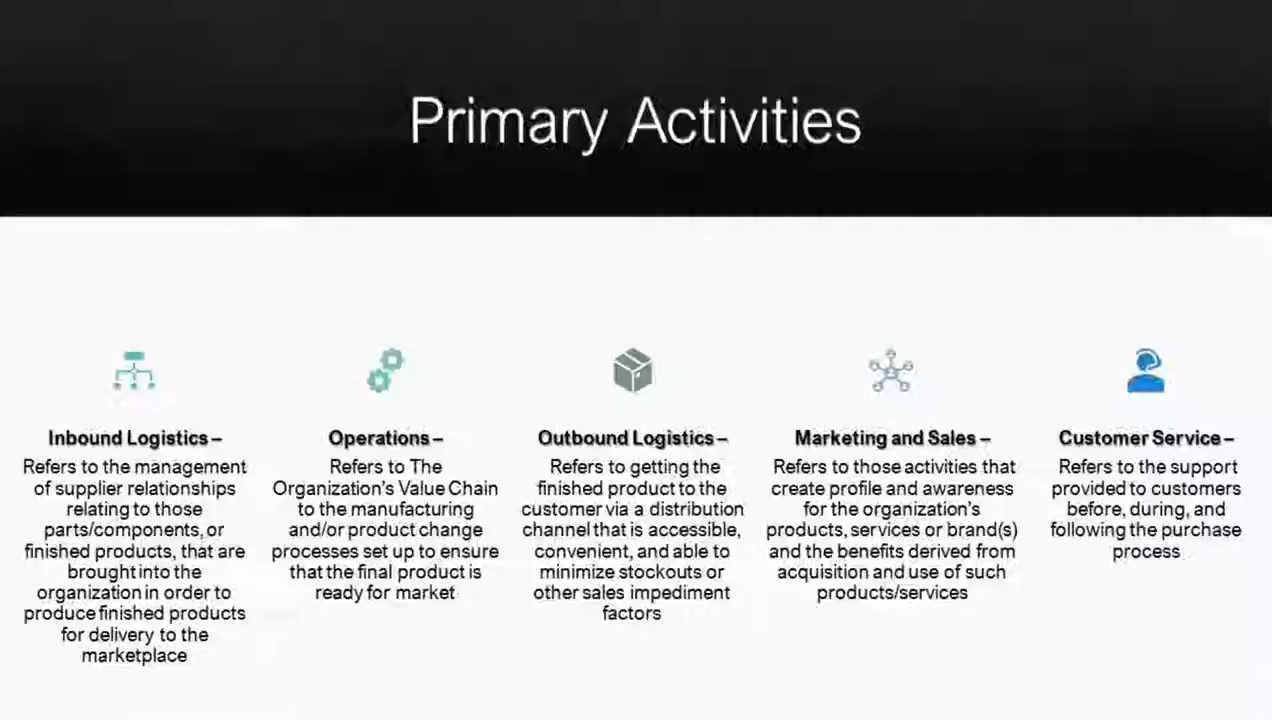 Primary Activities
Inbound Logistics –
Refers to the management
of supplier relationships
relating to those
parts/components, or
finished products, that are
brought into the
organization in order to
produce finished products
for delivery to the
marketplace
Operations –
Refers to The
Organization's Value Chain
to the manufacturing
and/or product change
processes set up to ensure
that the final product is
ready for market
Outbound Logistics –
Refers to getting the
finished product to the
customer via a distribution
channel that is accessible,
convenient, and able to
minimize stockouts or
other sales impediment
factors
Marketing and Sales –
Refers to those activities that
create profile and awareness
for the organization's
products, services or brand(s)
and the benefits derived from
acquisition and use of such
products/services
Customer Service –
Refers to the support
provided to customers
before, during, and
following the purchase
process